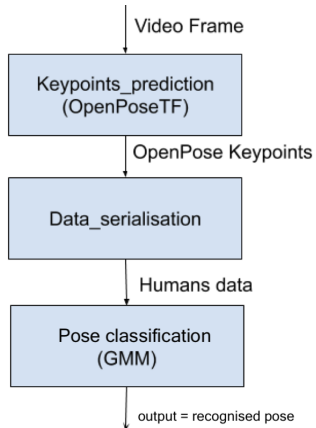 Video Frame
Keypoints_prediction
(OpenPoseTF)
OpenPose Keypoints
Data_serialisation
Humans data
Pose classification
(GMM)
output = recognised pose